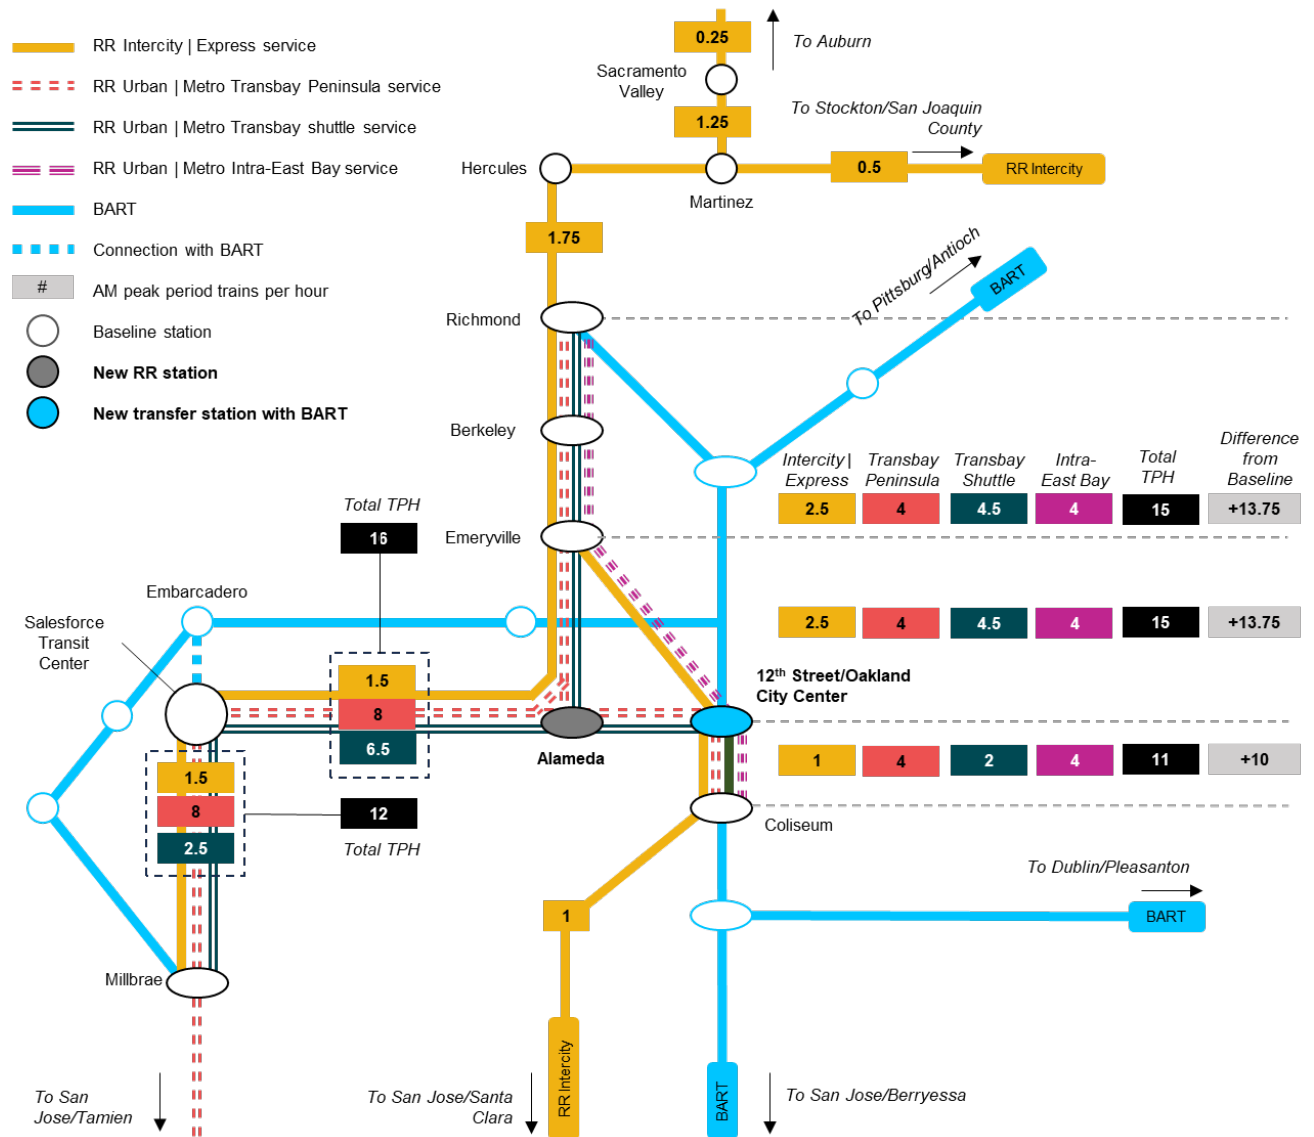 RR Intercity | Express service
RR Urban | Metro Transbay Peninsula service
RR Urban | Metro Transbay shuttle service
RR Urban | Metro Intra-East Bay service
BART
Connection with BART
#
AM peak period trains per hour
Baseline station
New RR station
New transfer station with BART
0.25
To Auburn
Sacramento
Valley
1.25
To Stockton/San Joaquin
County
Hercules
0.5
RR Intercity
Martinez
1.75
To Pittsburg/Antioch
BART
Richmond
Berkeley
Emeryville
Intercity |
Express
Transbay
Peninsula
Transbay
Shuttle
Intra-
East Bay
Total
TPH
Difference
from
Baseline
2.5
4
4.5
4
15
+13.75
2.5
4
4.5
4
15
+13.75
1
4
2
4
11
+10
Total TPH
16
Embarcadero
Salesforce
Transit
Center
1.5
8
6.5
12th Street/Oakland
City Center
Alameda
1.5
8
2.5
12
Total TPH
Coliseum
To Dublin/Pleasanton
BART
1
Millbrae
RR Intercity
BART
To San
Jose/Tamien
To San Jose/Santa
Clara
To San Jose/Berryessa